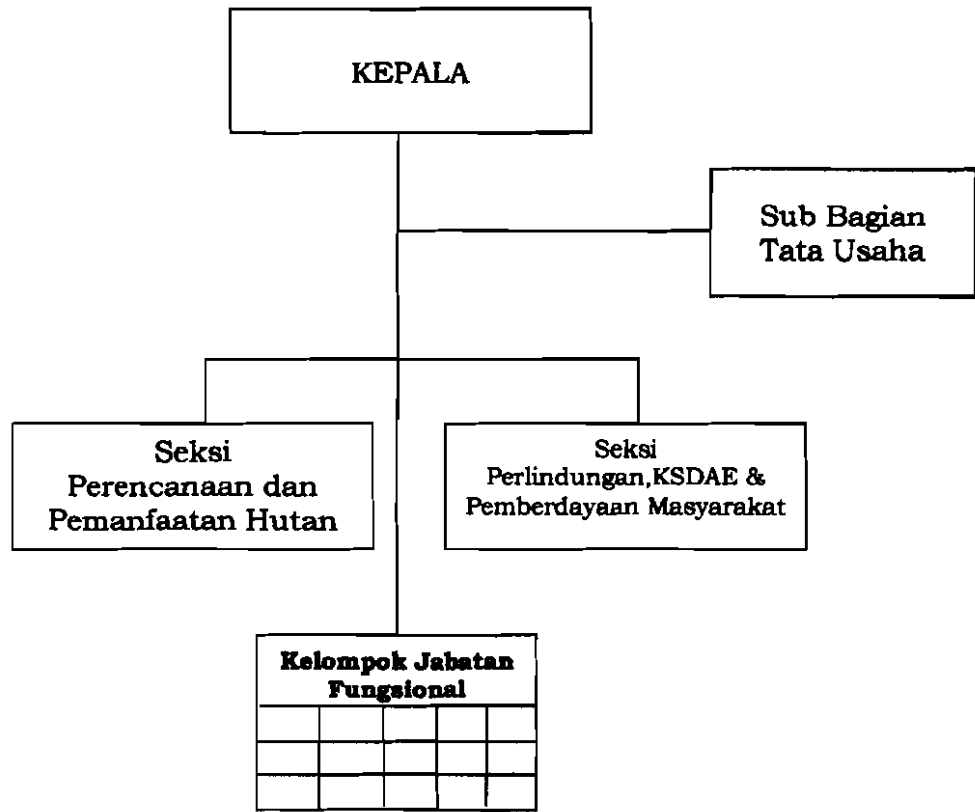 KEPALA
Sub Bagian
Tata Usaha
Seksi
Perencanaan dan
Pemanfaatan Hutan
Seksi
Perlindungan,KSDAE &
Pemberdayaan Masyarakat
Kelompok Jabatan
Fungsional